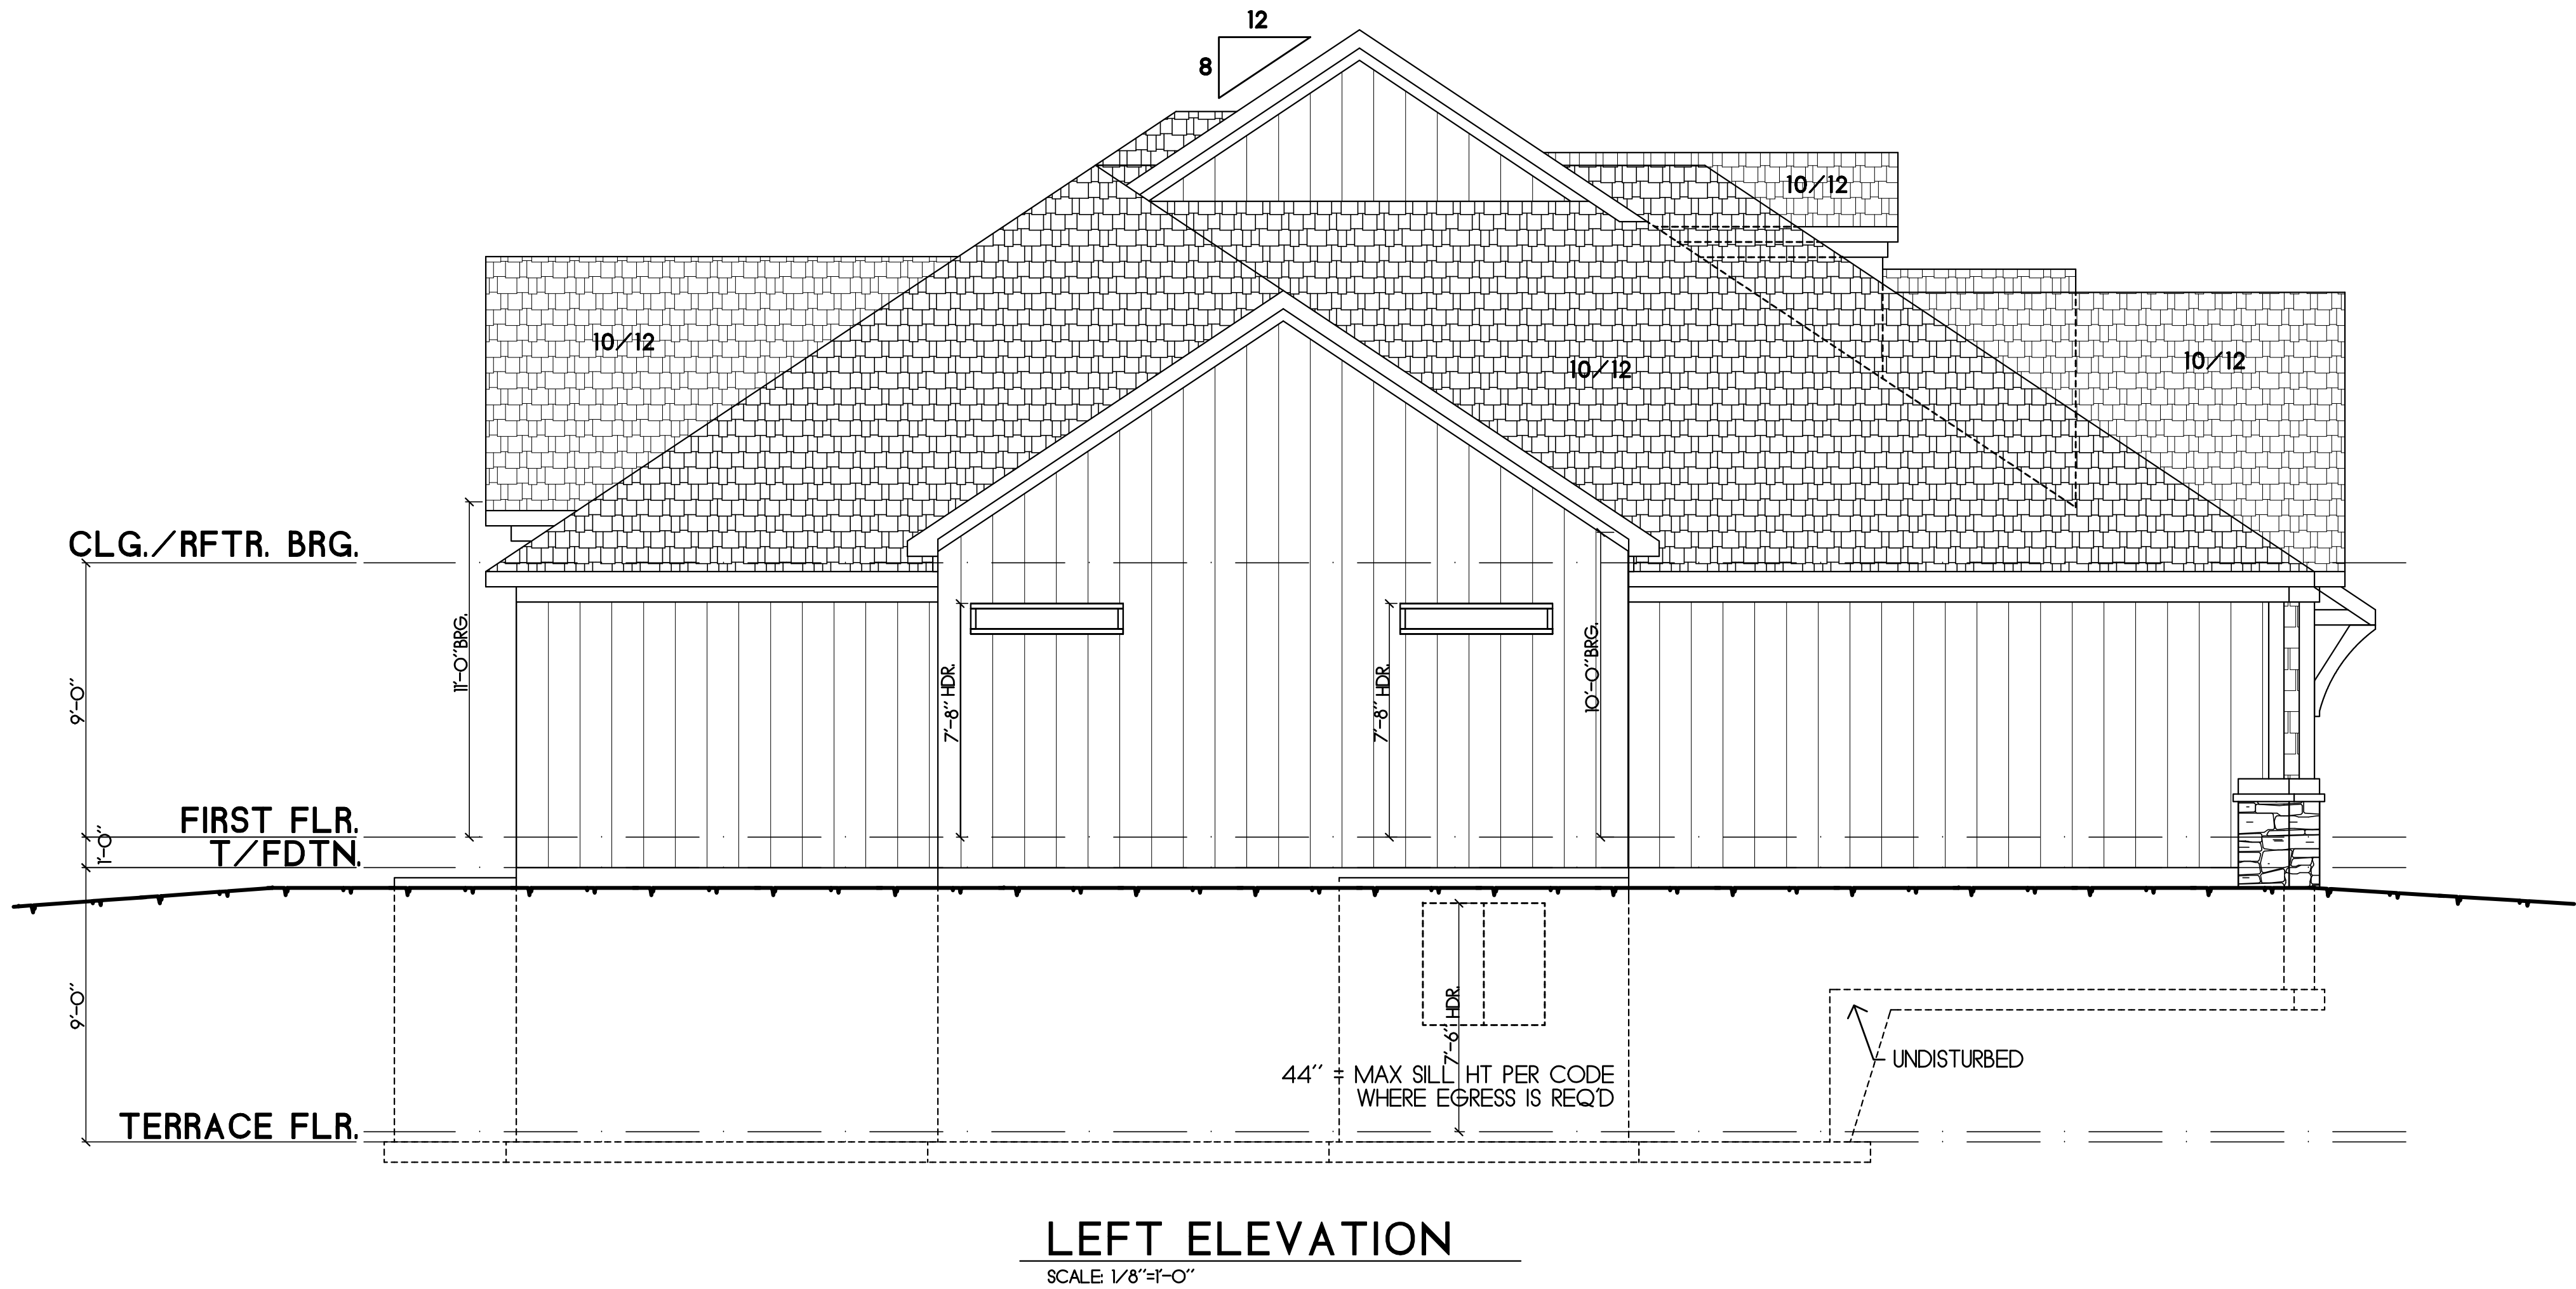 12
8
10/12
10/12
10/12
10/12
CLG./RFTR. BRG.
11'-0"BRG.
7'-8" HDR.
7'-8" HDR.
10'-0"BRG.
9'-0"
FIRST FLR.
1'-0"
T/FDTN.
9'-0"
7'-6" HDR.
44" = MAX SILL HT PER CODE
WHERE EGRESS IS REQ'D
UNDISTURBED
TERRACE FLR.
LEFT ELEVATION
SCALE: 1/8"=1'-0"